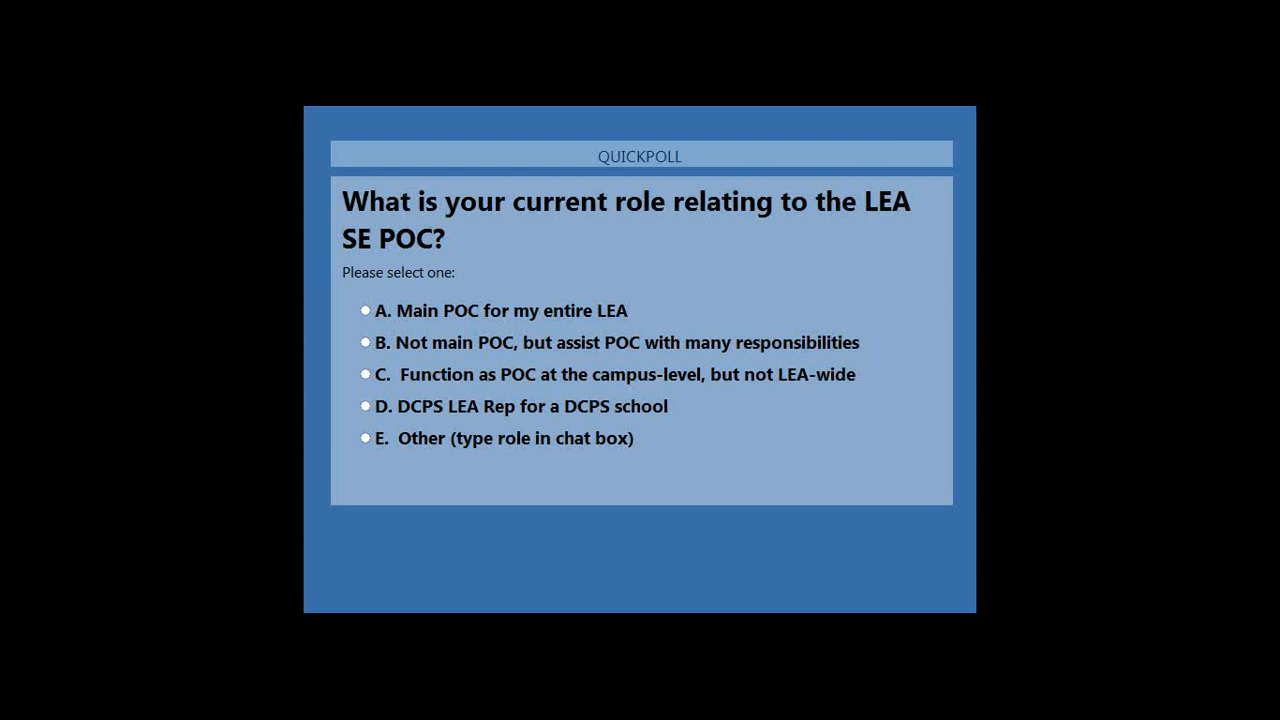 QUICKPOLL
What is your current role relating to the LEA
SE POC?
Please select one:
A. Main POC for my entire LEA
B. Not main POC, but assist POC with many responsibilities
C.  Function as POC at the campus-level, but not LEA-wide
D. DCPS LEA Rep for a DCPS school
E.  Other (type role in chat box)